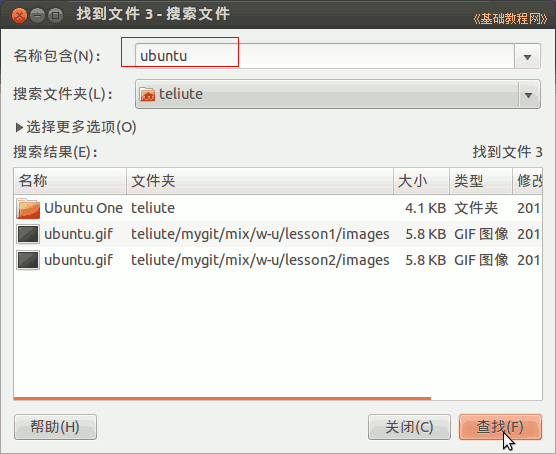 找到文件 3 - 搜索文件
《基础教程网》
名称包含(N)： ubuntu
搜索文件夹(L)： teliute
选择更多选项(O)
搜索结果(E)： 找到文件 3
名称 文件夹 大小 类型 修改
Ubuntu One teliute 4.1 KB 文件夹 201
ubuntu.gif teliute/mygit/mix/w-u/lesson1/images 5.8 KB GIF 图像 201
ubuntu.gif teliute/mygit/mix/w-u/lesson2/images 5.8 KB GIF 图像 201
帮助(H) 关闭(C) 查找(F)